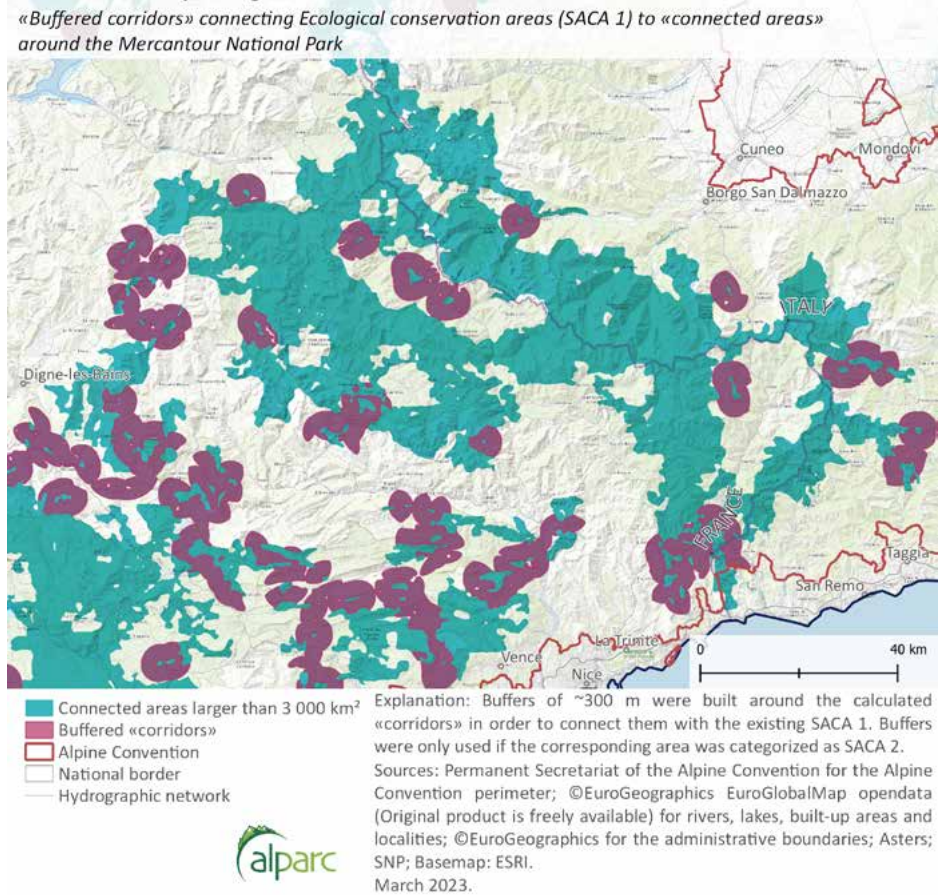 «Buffered corridors» connecting Ecological conservation areas (SACA 1) to «connected areas»
around the Mercantour National Park
Cuneo
Mondovi
Borgo San Dalmazzo
ITALY
Digne-les-Bains
FRANCE
Taggia
San Remo
La Trinité
Vence
Nice
0
40 km
Connected areas larger than 3 000 km²
Buffered «corridors»
Alpine Convention
National border
Hydrographic network
Explanation: Buffers of ~300 m were built around the calculated
«corridors» in order to connect them with the existing SACA 1. Buffers
were only used if the corresponding area was categorized as SACA 2.
Sources: Permanent Secretariat of the Alpine Convention for the Alpine
Convention perimeter; ©EuroGeographics EuroGlobalMap opendata
(Original product is freely available) for rivers, lakes, built-up areas and
localities; ©EuroGeographics for the administrative boundaries; Asters;
SNP; Basemap: ESRI.
March 2023.
alparc